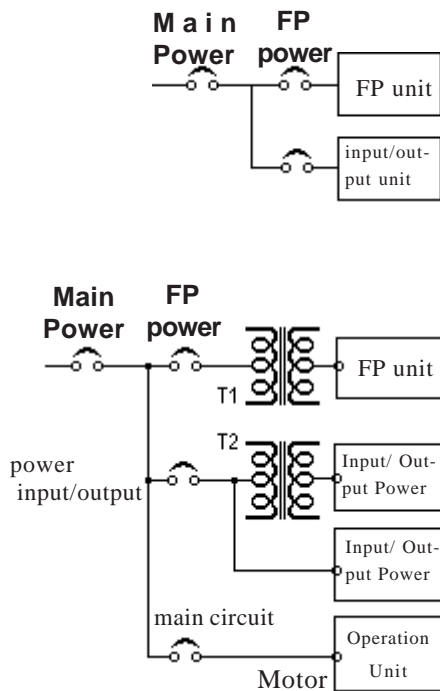 Main FP
Power power
FP unit
input/out-
put unit
Main FP
Power power
FP unit
T1
T2
power
input/output
Input/ Out-
put Power
Input/ Out-
put Power
main circuit
Operation
Unit
Motor